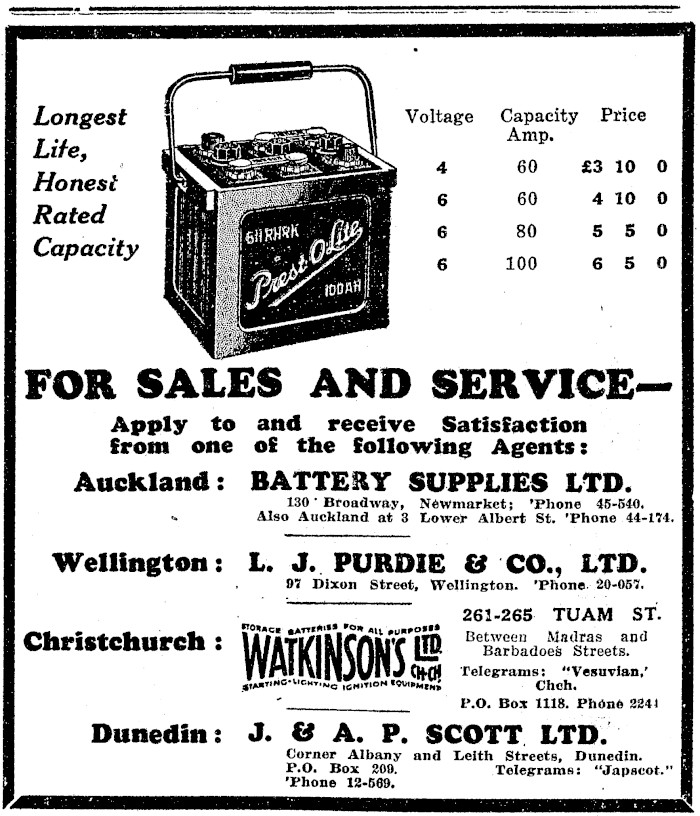 Longest
Life,
Honest
Rated
Capacity
611RHRK
Prest-O-Lite
100AH
Voltage Capacity Amp. Price
4 60 £3 10 0
6 60 4 10 0
6 80 5 5 0
6 100 6 5 0
FOR SALES AND SERVICE—
Apply to and receive Satisfaction
from one of the following Agents:
Auckland: BATTERY SUPPLIES LTD.
130 Broadway, Newmarket; 'Phone 45-540.
Also Auckland at 3 Lower Albert St. 'Phone 44-174.
Wellington: L. J. PURDIE & CO., LTD.
97 Dixon Street, Wellington. 'Phone 20-057.
Christchurch:
STORAGE BATTERIES FOR ALL PURPOSES
WATKINSON'S LTD. CH-CH.
STARTING-LIGHTING IGNITION EQUIPMENT
261-265 TUAM ST.
Between Madras and
Barbadoes Streets.
Telegrams: "Vesuvian,'
Chch.
P.O. Box 1118. Phone 2241
Dunedin: J. & A. P. SCOTT LTD.
Corner Albany and Leith Streets, Dunedin.
P.O. Box 209. Telegrams: "Japscot."
'Phone 12-569.